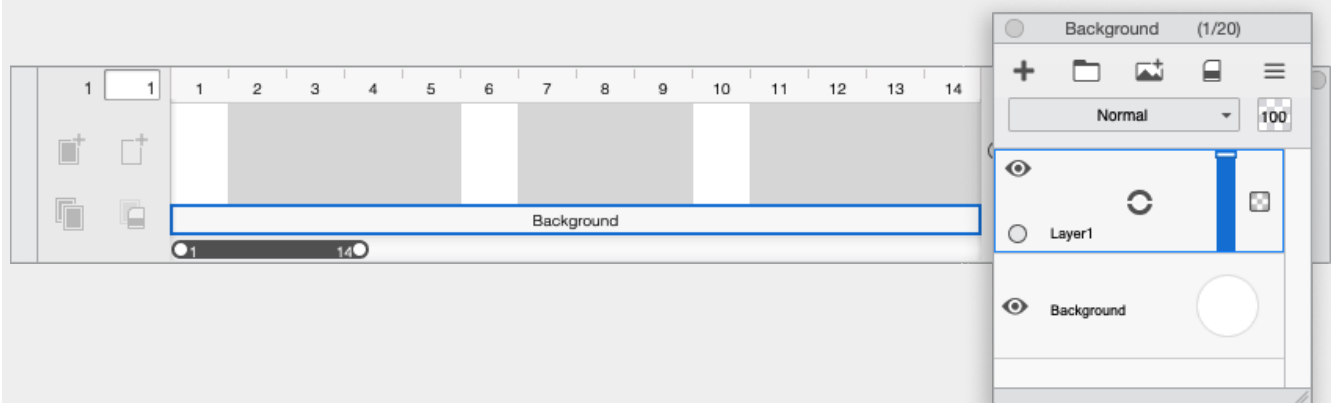 Background (1/20)
1 1 1 2 3 4 5 6 7 8 9 10 11 12 13 14
Normal 100
Background
Layer1
1 14
Background